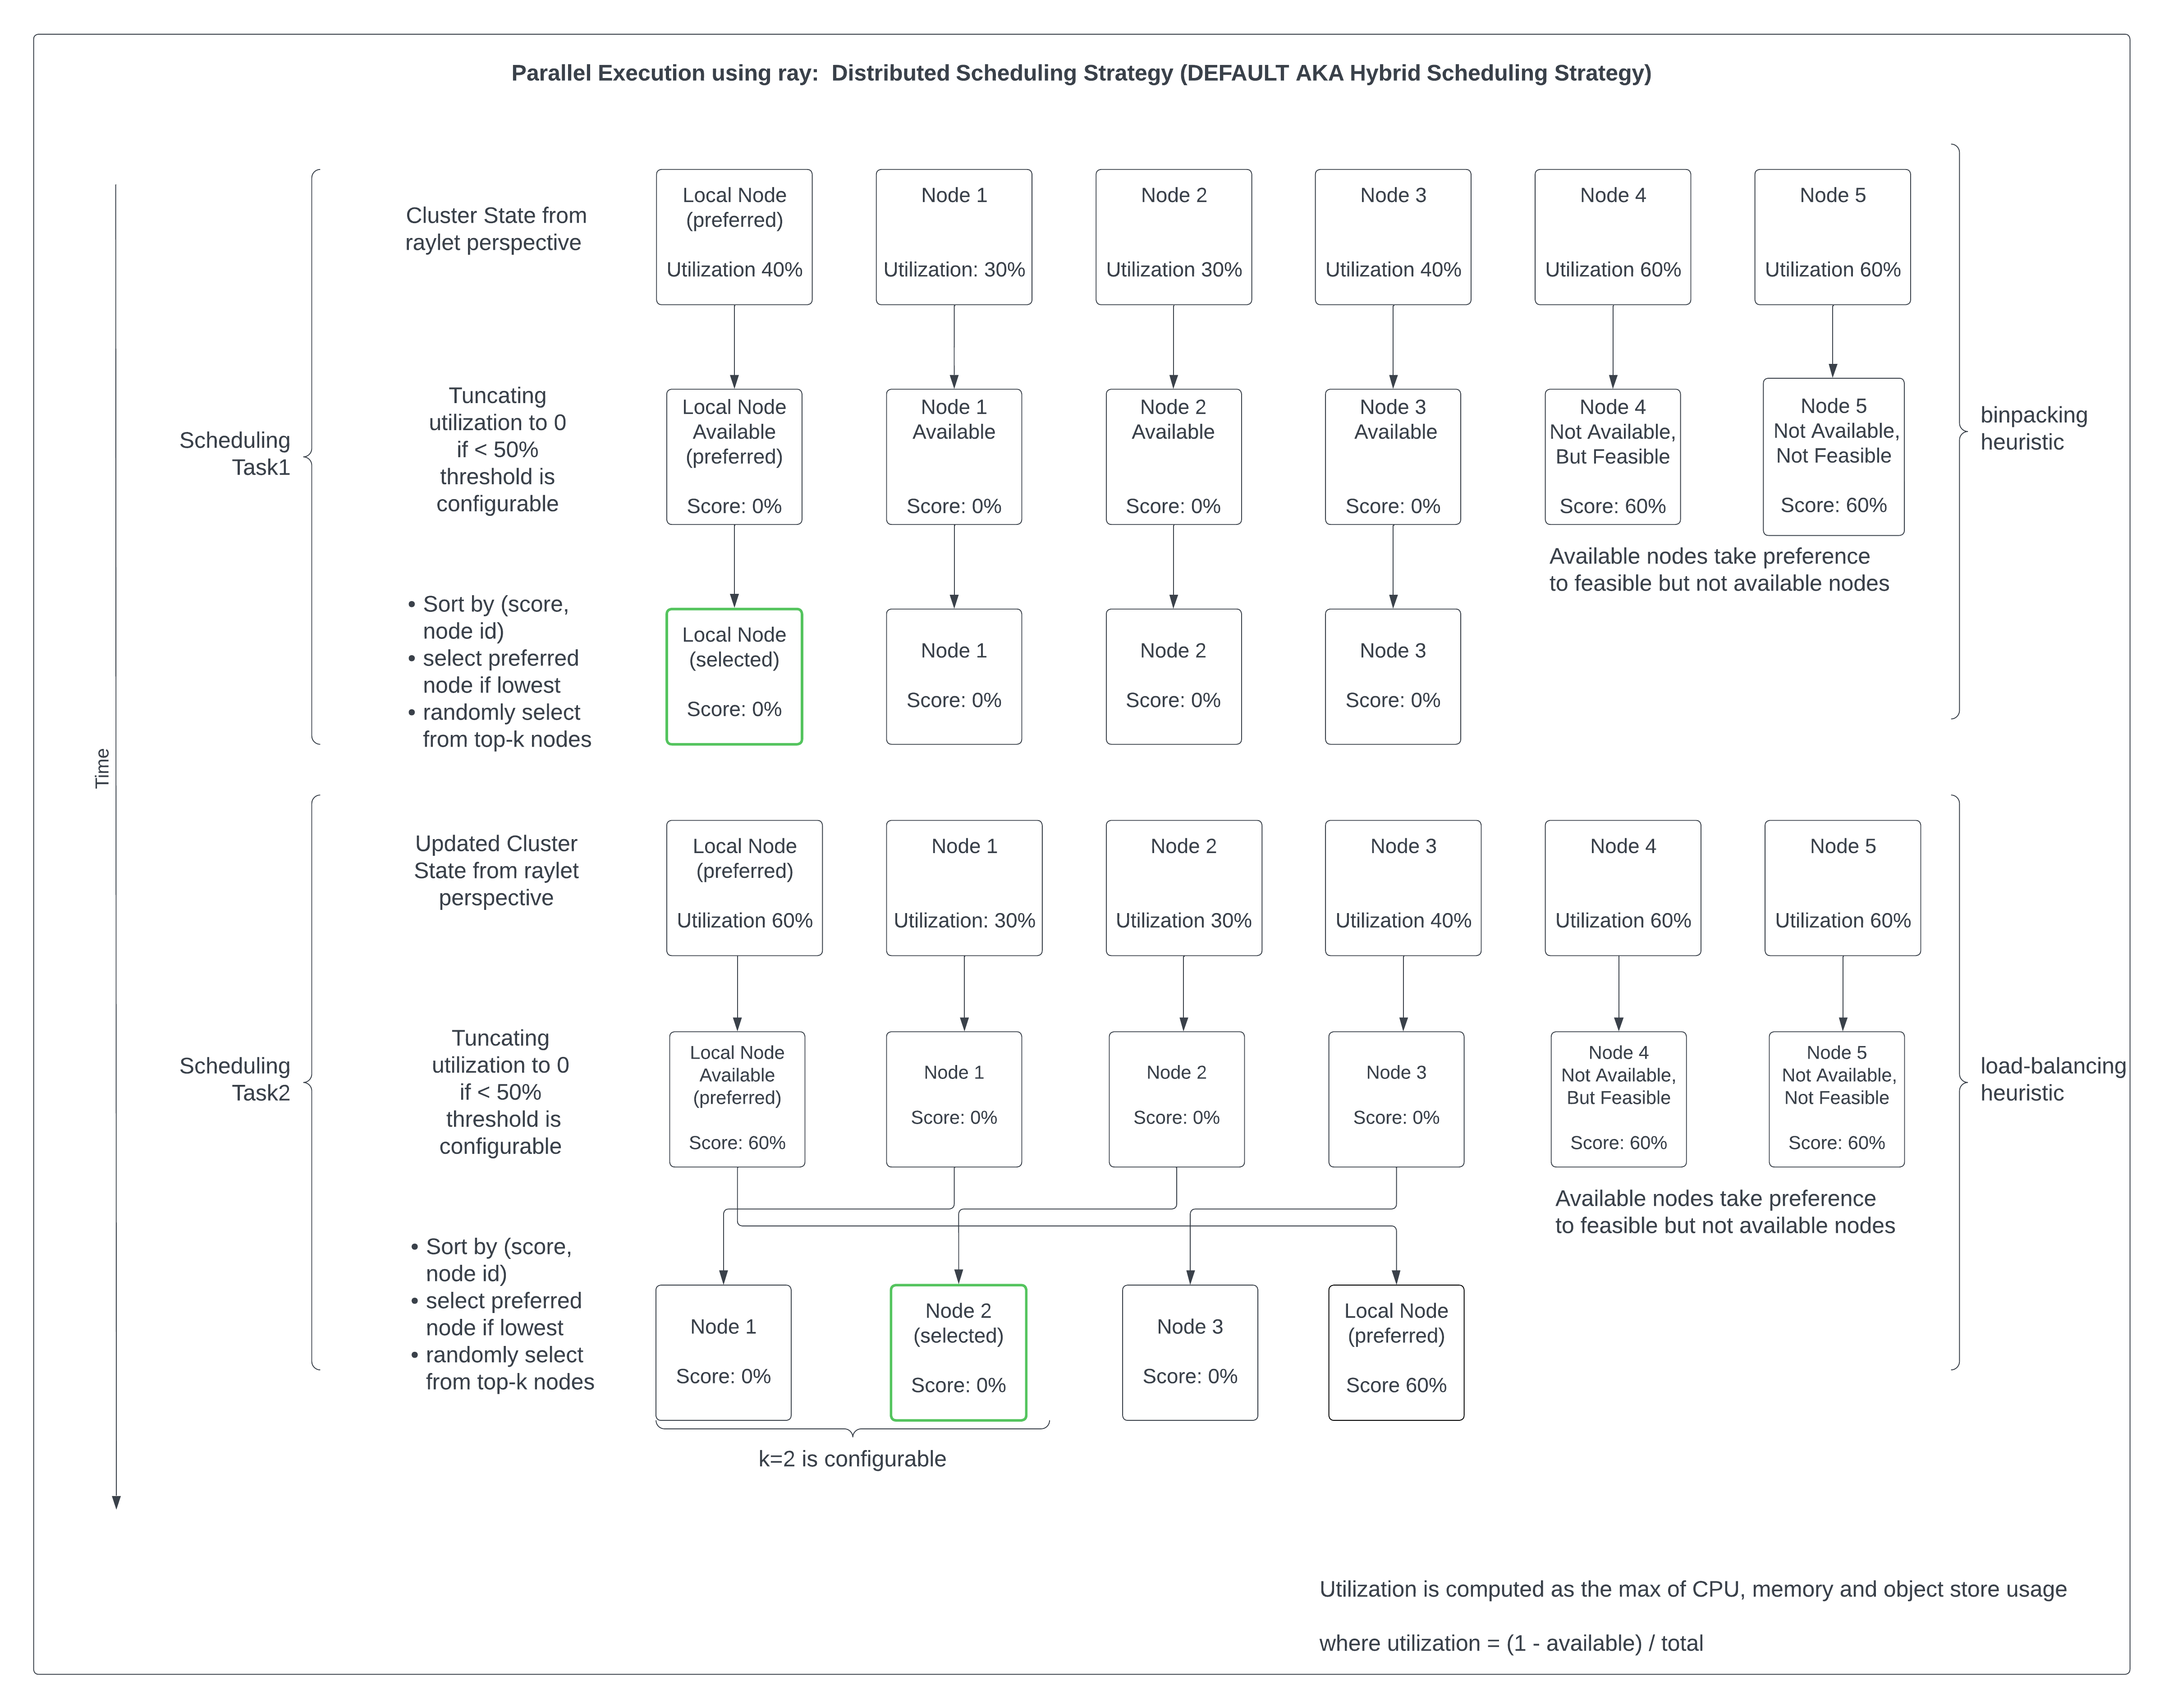 Parallel Execution using ray:  Distributed Scheduling Strategy (DEFAULT AKA Hybrid Scheduling Strategy)
Time
Scheduling
Task1
Cluster State from
raylet perspective
Local Node
(preferred)
Utilization 40%
Node 1
Utilization: 30%
Node 2
Utilization 30%
Node 3
Utilization 40%
Node 4
Utilization 60%
Node 5
Utilization 60%
binpacking
heuristic
Tuncating
utilization to 0
if < 50%
threshold is
configurable
Local Node
Available
(preferred)
Score: 0%
Node 1
Available
Score: 0%
Node 2
Available
Score: 0%
Node 3
Available
Score: 0%
Node 4
Not Available,
But Feasible
Score: 60%
Node 5
Not Available,
Not Feasible
Score: 60%
Available nodes take preference
to feasible but not available nodes
• Sort by (score,
node id)
• select preferred
node if lowest
• randomly select
from top-k nodes
Local Node
(selected)
Score: 0%
Node 1
Score: 0%
Node 2
Score: 0%
Node 3
Score: 0%
Scheduling
Task2
Updated Cluster
State from raylet
perspective
Local Node
(preferred)
Utilization 60%
Node 1
Utilization: 30%
Node 2
Utilization 30%
Node 3
Utilization 40%
Node 4
Utilization 60%
Node 5
Utilization 60%
load-balancing
heuristic
Tuncating
utilization to 0
if < 50%
threshold is
configurable
Local Node
Available
(preferred)
Score: 60%
Node 1
Score: 0%
Node 2
Score: 0%
Node 3
Score: 0%
Node 4
Not Available,
But Feasible
Score: 60%
Node 5
Not Available,
Not Feasible
Score: 60%
Available nodes take preference
to feasible but not available nodes
• Sort by (score,
node id)
• select preferred
node if lowest
• randomly select
from top-k nodes
Node 1
Score: 0%
Node 2
(selected)
Score: 0%
Node 3
Score: 0%
Local Node
(preferred)
Score 60%
k=2 is configurable
Utilization is computed as the max of CPU, memory and object store usage
where utilization = (1 - available) / total